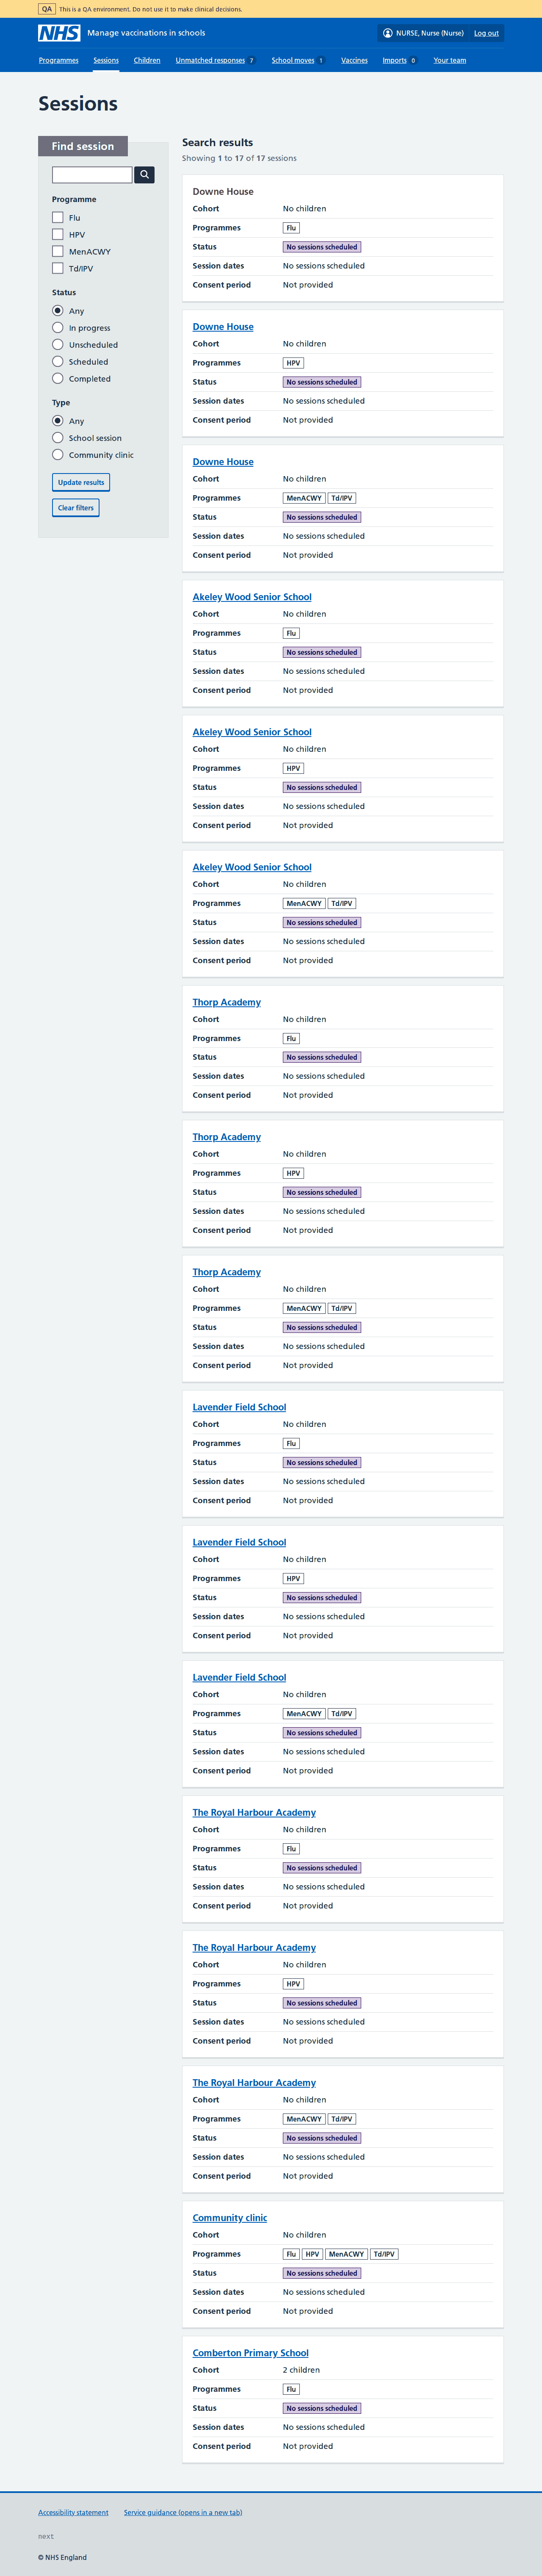 QA This is a QA environment. Do not use it to make clinical decisions.
NHS Manage vaccinations in schools
NURSE, Nurse (Nurse) Log out
Programmes Sessions Children Unmatched responses 7 School moves 1 Vaccines Imports 0 Your team
Sessions
Find session
Programme
Flu
HPV
MenACWY
Td/IPV
Status
Any
In progress
Unscheduled
Scheduled
Completed
Type
Any
School session
Community clinic
Update results
Clear filters
Search results
Showing 1 to 17 of 17 sessions
Downe House
Cohort No children
Programmes Flu
Status No sessions scheduled
Session dates No sessions scheduled
Consent period Not provided
Downe House
Cohort No children
Programmes HPV
Status No sessions scheduled
Session dates No sessions scheduled
Consent period Not provided
Downe House
Cohort No children
Programmes MenACWY Td/IPV
Status No sessions scheduled
Session dates No sessions scheduled
Consent period Not provided
Akeley Wood Senior School
Cohort No children
Programmes Flu
Status No sessions scheduled
Session dates No sessions scheduled
Consent period Not provided
Akeley Wood Senior School
Cohort No children
Programmes HPV
Status No sessions scheduled
Session dates No sessions scheduled
Consent period Not provided
Akeley Wood Senior School
Cohort No children
Programmes MenACWY Td/IPV
Status No sessions scheduled
Session dates No sessions scheduled
Consent period Not provided
Thorp Academy
Cohort No children
Programmes Flu
Status No sessions scheduled
Session dates No sessions scheduled
Consent period Not provided
Thorp Academy
Cohort No children
Programmes HPV
Status No sessions scheduled
Session dates No sessions scheduled
Consent period Not provided
Thorp Academy
Cohort No children
Programmes MenACWY Td/IPV
Status No sessions scheduled
Session dates No sessions scheduled
Consent period Not provided
Lavender Field School
Cohort No children
Programmes Flu
Status No sessions scheduled
Session dates No sessions scheduled
Consent period Not provided
Lavender Field School
Cohort No children
Programmes HPV
Status No sessions scheduled
Session dates No sessions scheduled
Consent period Not provided
Lavender Field School
Cohort No children
Programmes MenACWY Td/IPV
Status No sessions scheduled
Session dates No sessions scheduled
Consent period Not provided
The Royal Harbour Academy
Cohort No children
Programmes Flu
Status No sessions scheduled
Session dates No sessions scheduled
Consent period Not provided
The Royal Harbour Academy
Cohort No children
Programmes HPV
Status No sessions scheduled
Session dates No sessions scheduled
Consent period Not provided
The Royal Harbour Academy
Cohort No children
Programmes MenACWY Td/IPV
Status No sessions scheduled
Session dates No sessions scheduled
Consent period Not provided
Community clinic
Cohort No children
Programmes Flu HPV MenACWY Td/IPV
Status No sessions scheduled
Session dates No sessions scheduled
Consent period Not provided
Comberton Primary School
Cohort 2 children
Programmes Flu
Status No sessions scheduled
Session dates No sessions scheduled
Consent period Not provided
Accessibility statement Service guidance (opens in a new tab)
next
© NHS England